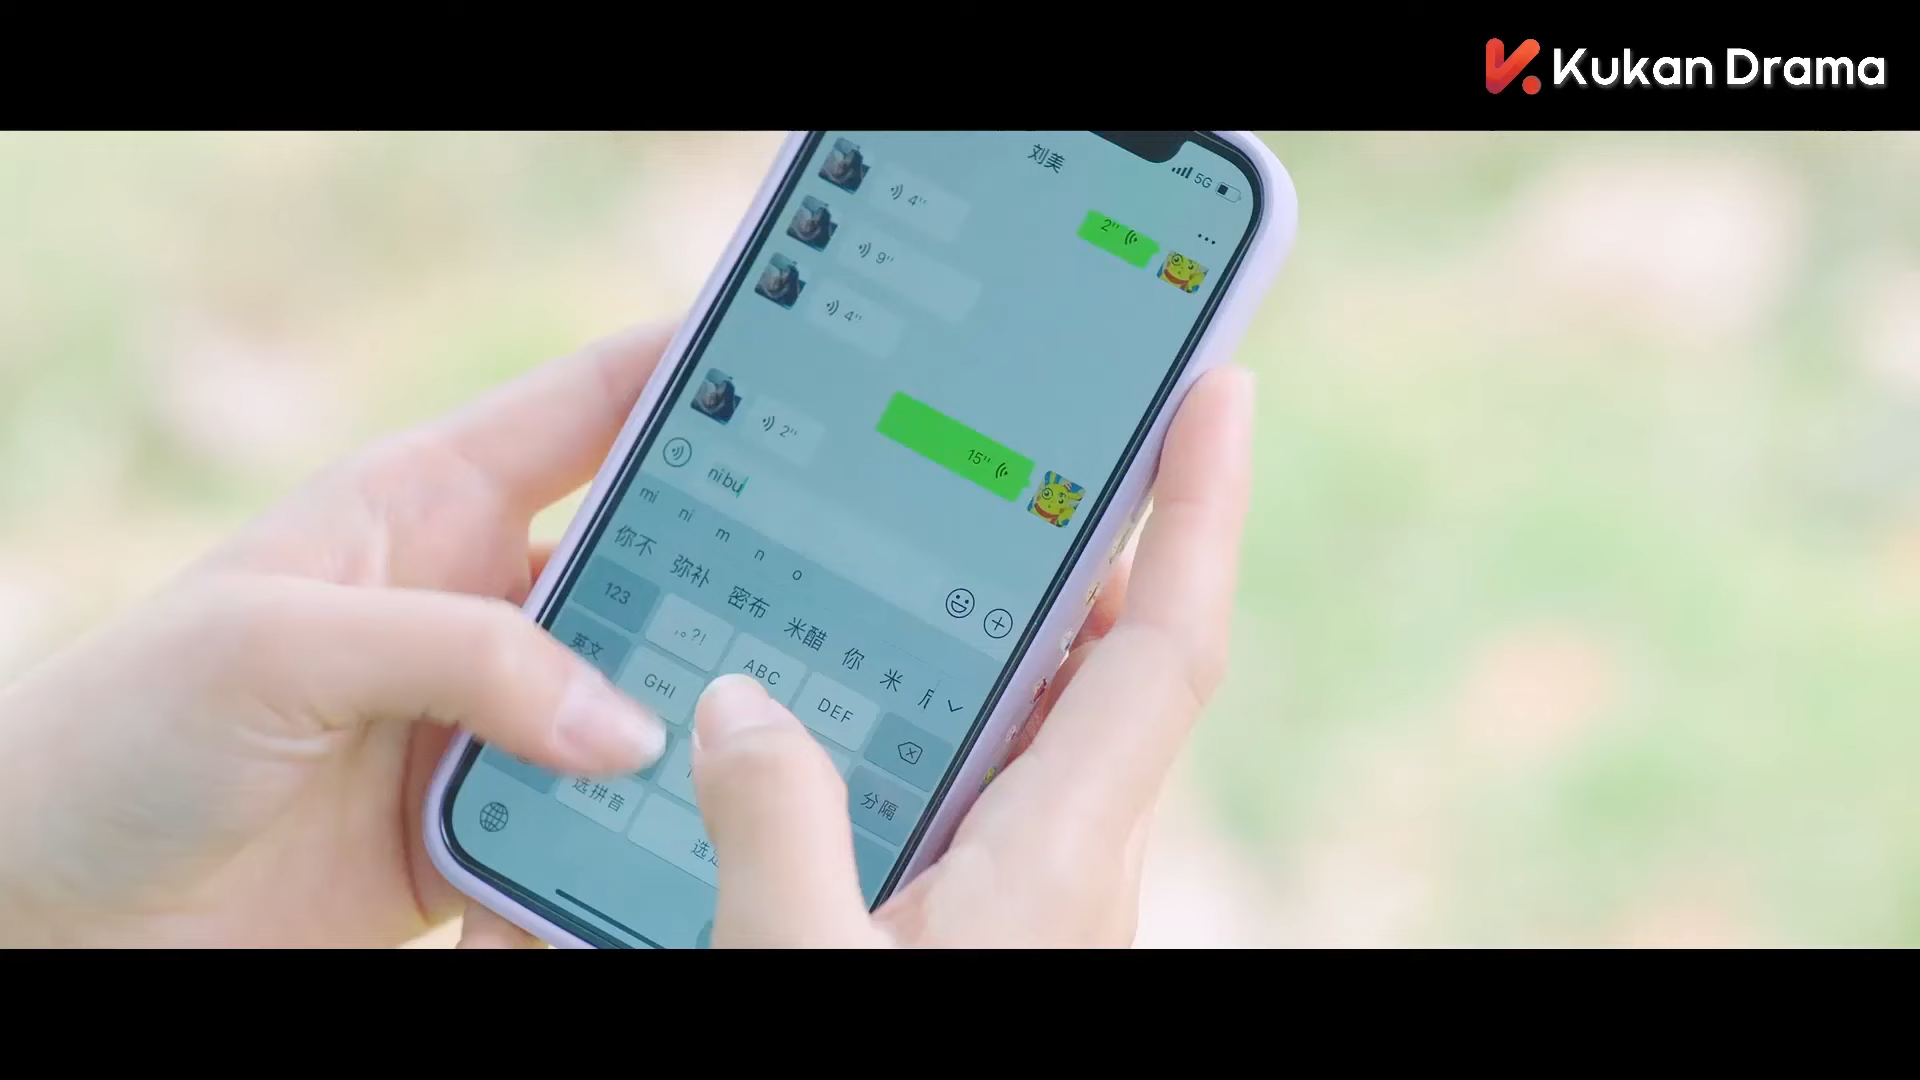 Kukan Drama
刘美
5G
4''
2''
9''
4''
15''
2''
ni bu
mi ni m n o
你不 弥补 密布 米醋 你 米
123 ,。?! ABC DEF
英文 GHI
分隔
选拼音
选